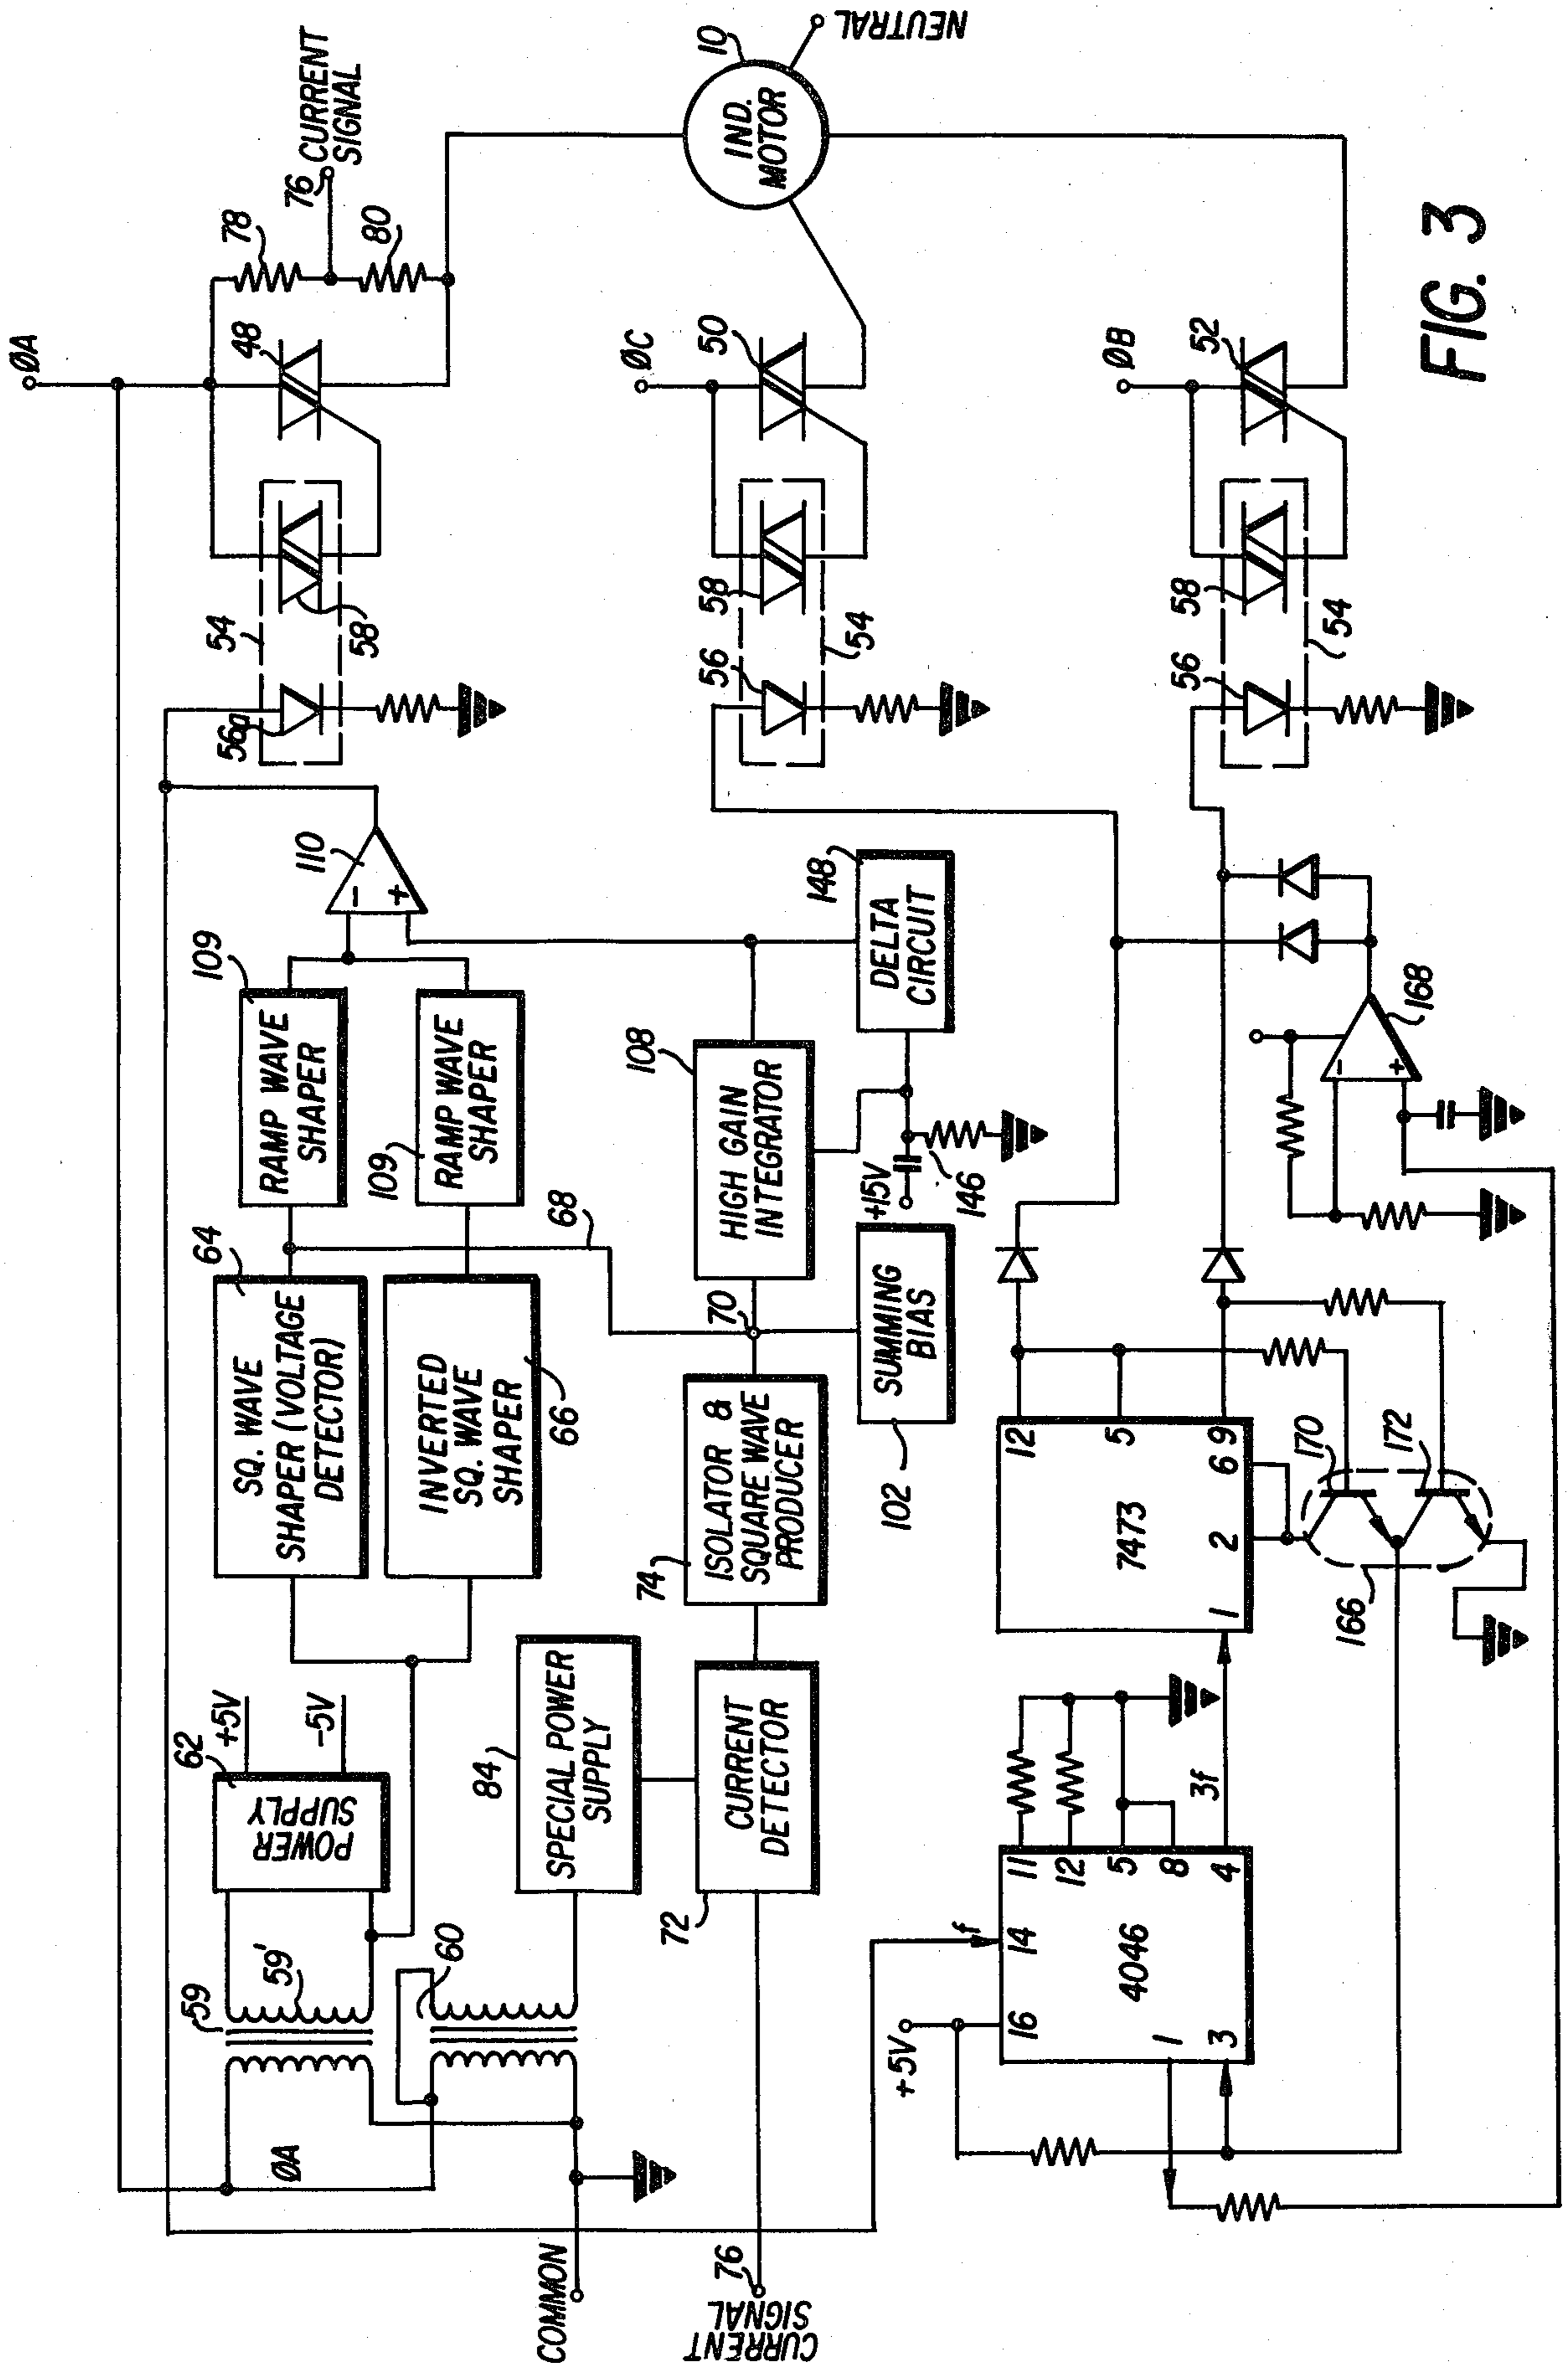 ØA
CURRENT
SIGNAL
76
78
80
48
54
56a
58
10
IND.
MOTOR
NEUTRAL
ØC
50
58
56
54
ØB
52
58
56
54
110
-
+
109
RAMP WAVE
SHAPER
109
RAMP WAVE
SHAPER
64
SQ. WAVE
SHAPER (VOLTAGE
DETECTOR)
INVERTED
SQ. WAVE
SHAPER
66
68
62
POWER
SUPPLY
+5V
-5V
59
59'
60
ØA
COMMON
84
SPECIAL POWER
SUPPLY
72
CURRENT
DETECTOR
76
CURRENT
SIGNAL
74
ISOLATOR &
SQUARE WAVE
PRODUCER
70
108
HIGH GAIN
INTEGRATOR
148
DELTA
CIRCUIT
+15V
146
SUMMING
BIAS
102
+5V
f
16
14
11
12
5
8
4
1
3
4046
3f
7473
12
5
9
6
2
1
166
170
172
168
-
+
FIG. 3